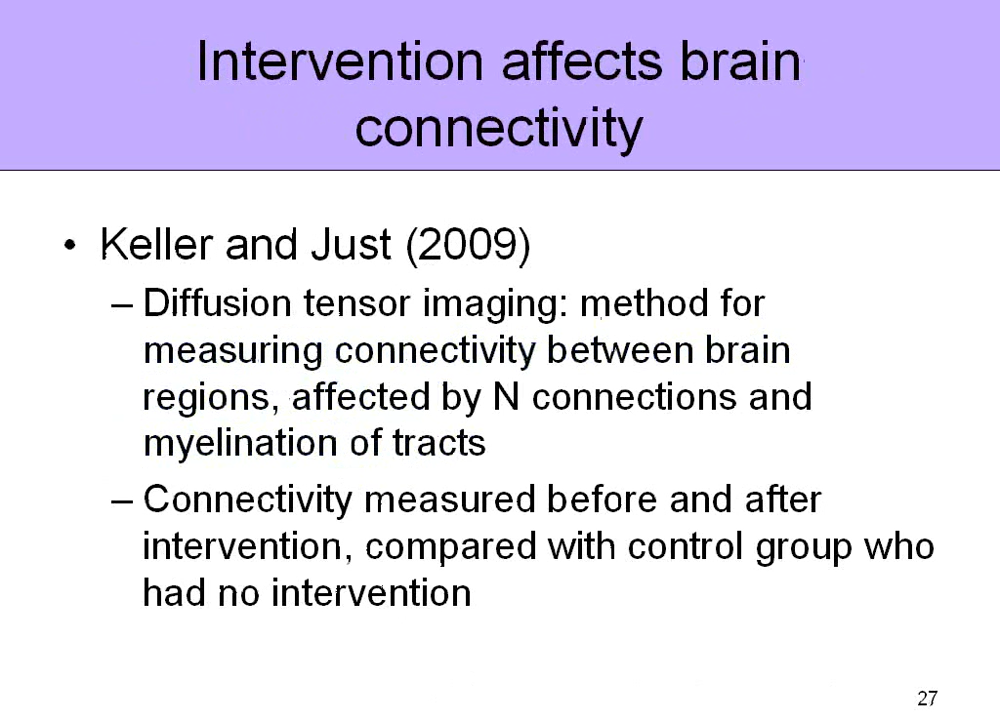 Intervention affects brain
connectivity
• Keller and Just (2009)
– Diffusion tensor imaging: method for
measuring connectivity between brain
regions, affected by N connections and
myelination of tracts
– Connectivity measured before and after
intervention, compared with control group who
had no intervention
27